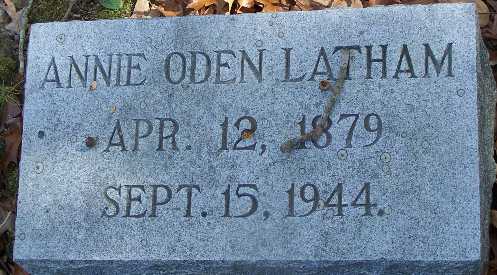 ANNIE ODEN LATHAM
APR. 12, 1879
SEPT. 15, 1944.